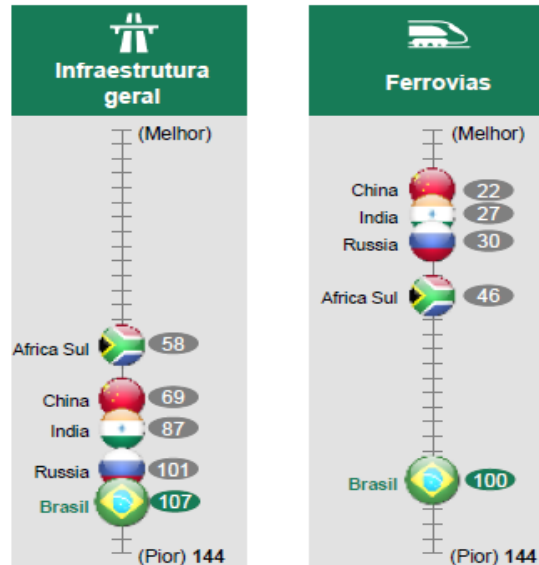 Infraestrutura
geral
(Melhor)
Africa Sul 58
China 69
India 87
Russia 101
Brasil 107
(Pior) 144
Ferrovias
(Melhor)
China 22
India 27
Russia 30
Africa Sul 46
Brasil 100
(Pior) 144